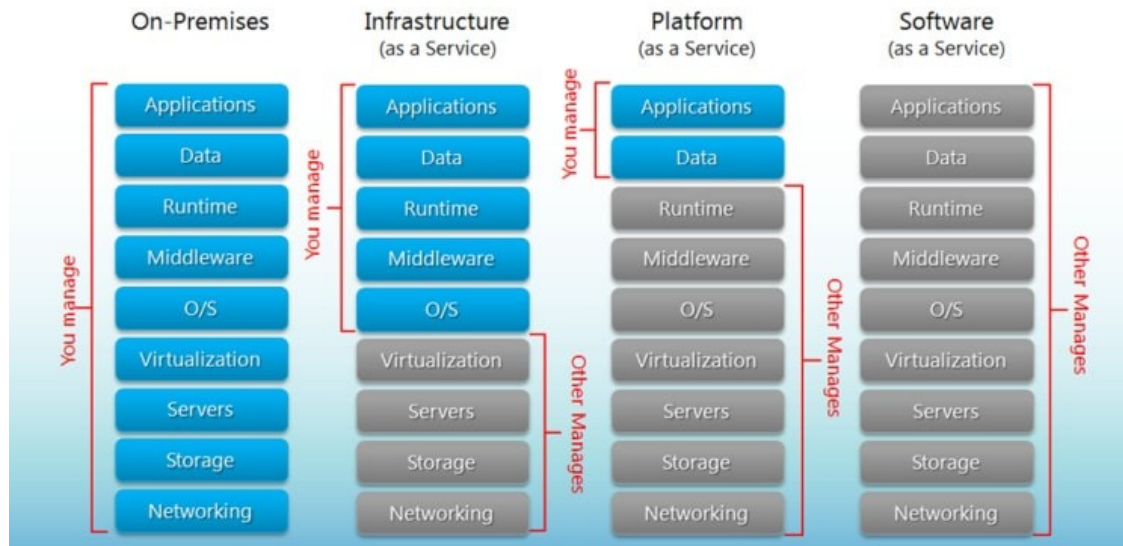 On-Premises
You manage
Applications
Data
Runtime
Middleware
O/S
Virtualization
Servers
Storage
Networking
Infrastructure
(as a Service)
You manage
Applications
Data
Runtime
Middleware
O/S
Virtualization
Servers
Storage
Networking
Other Manages
Platform
(as a Service)
You manage
Applications
Data
Runtime
Middleware
O/S
Virtualization
Servers
Storage
Networking
Other Manages
Software
(as a Service)
Applications
Data
Runtime
Middleware
O/S
Virtualization
Servers
Storage
Networking
Other Manages